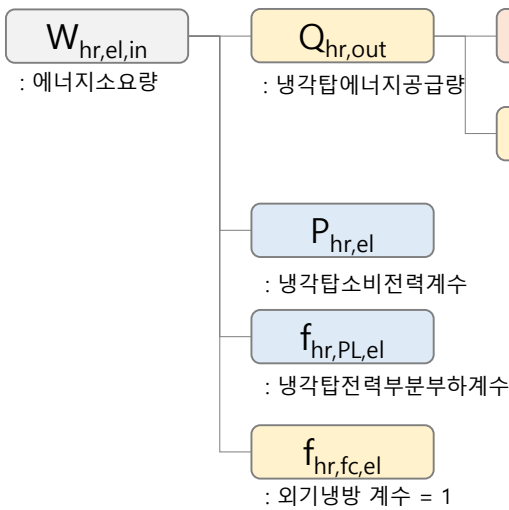 W_hr,el,in
: 에너지소요량
Q_hr,out
: 냉각탑에너지공급량
P_hr,el
: 냉각탑소비전력계수
f_hr,PL,el
: 냉각탑전력부분부하계수
f_hr,fc,el
: 외기냉방 계수 = 1